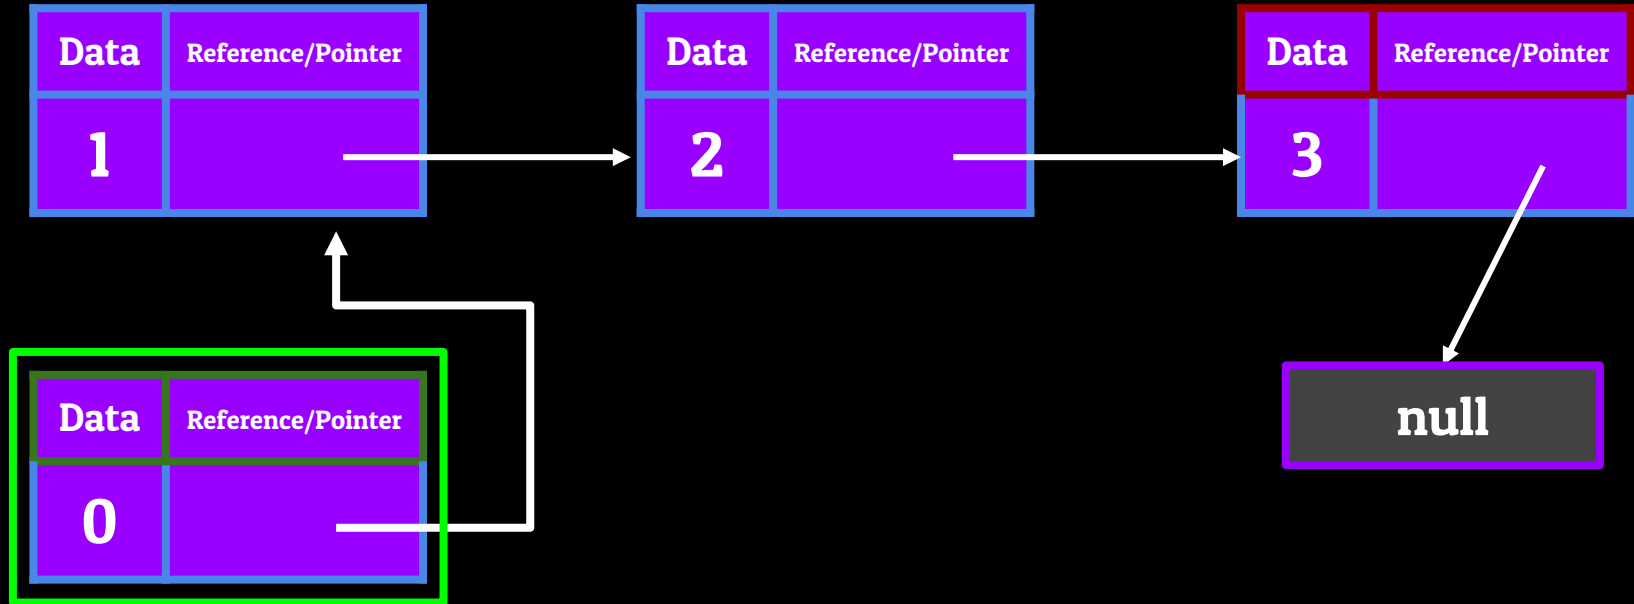 Data Reference/Pointer
1
Data Reference/Pointer
2
Data Reference/Pointer
3
Data Reference/Pointer
0
null